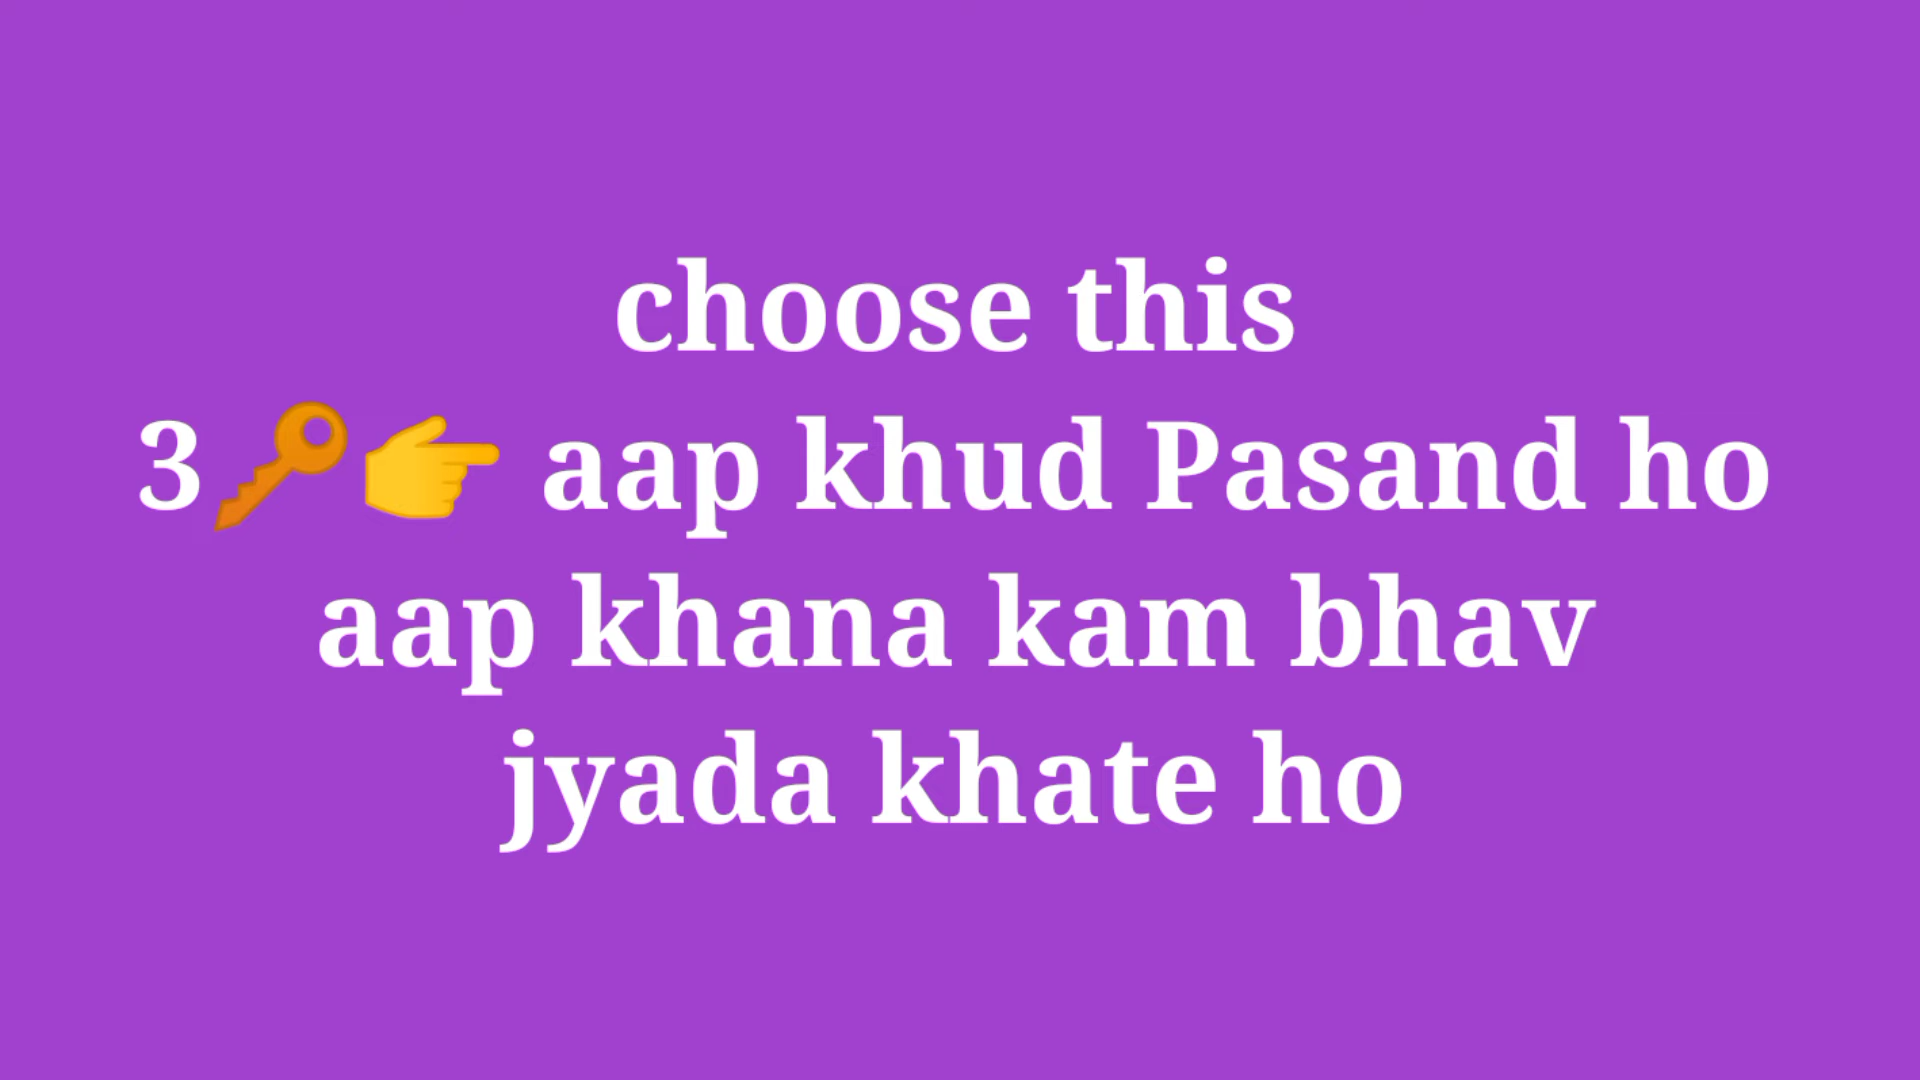 choose this
3🔑👉 aap khud Pasand ho
aap khana kam bhav
jyada khate ho